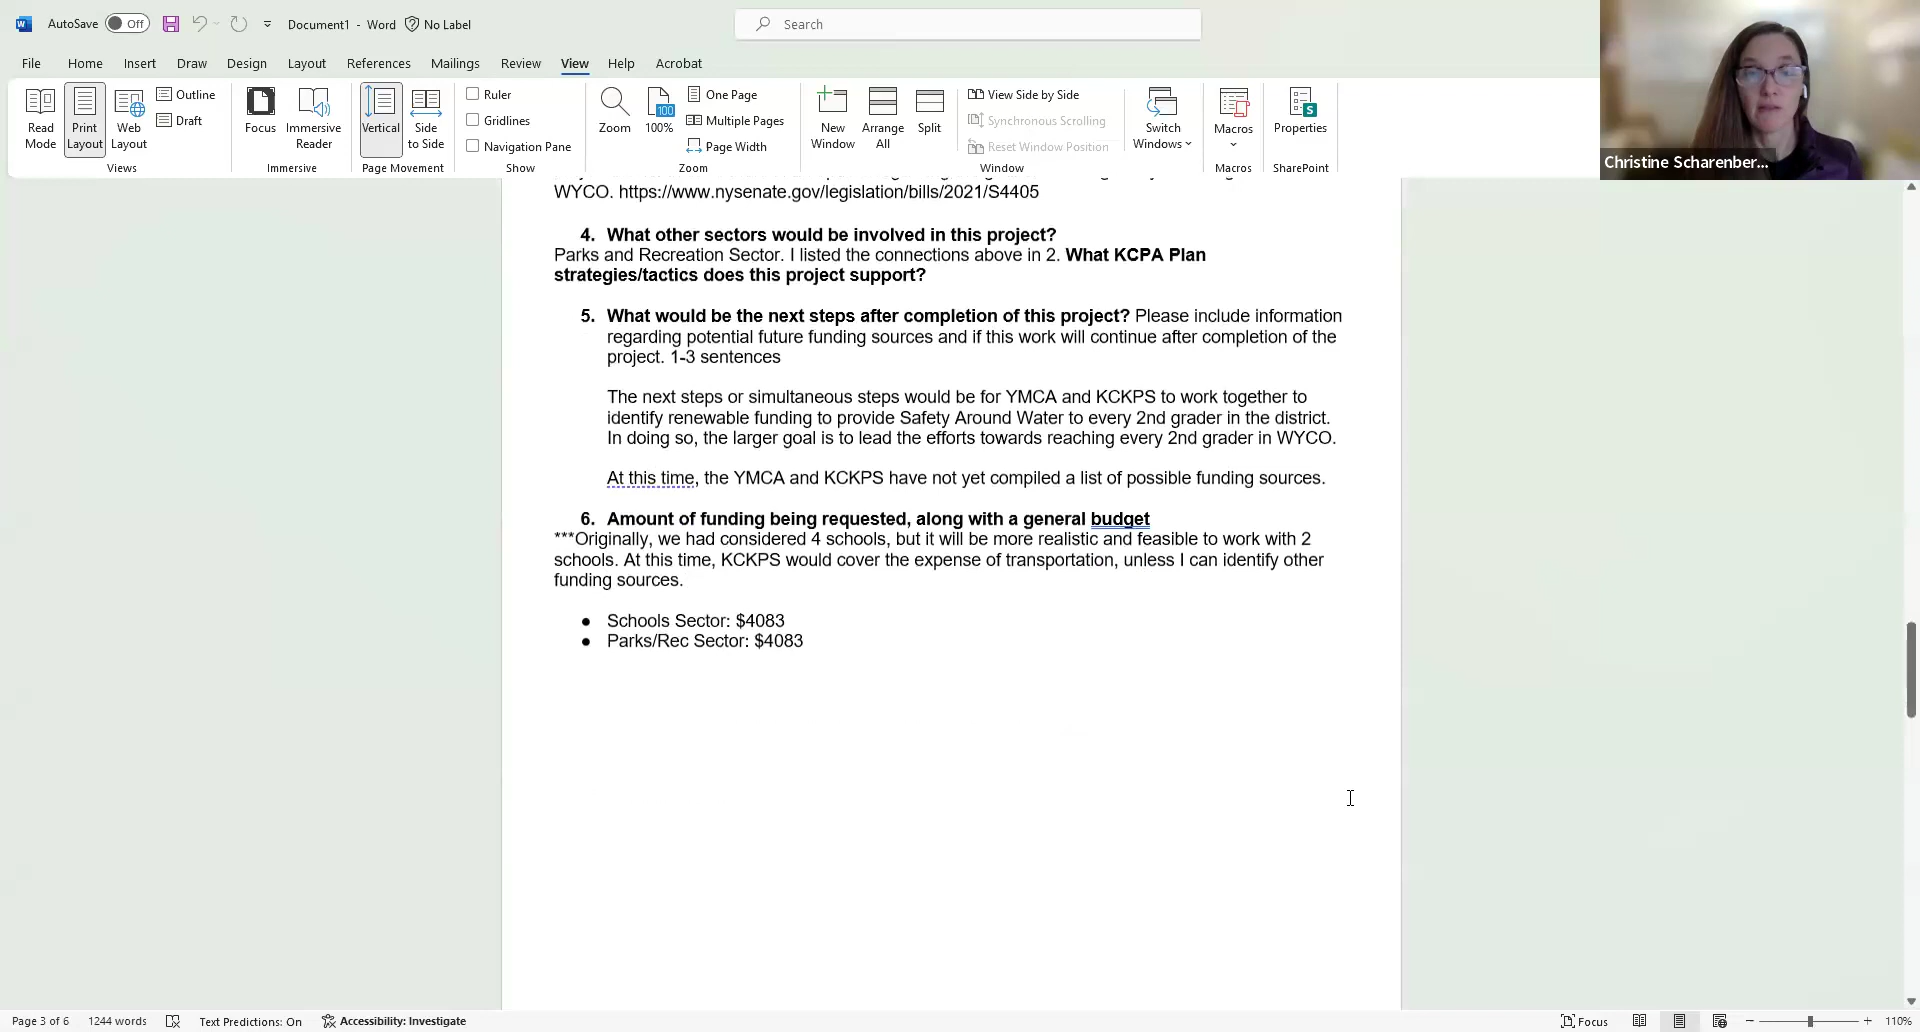 AutoSave Off Document1 - Word No Label Search
File Home Insert Draw Design Layout References Mailings Review View Help Acrobat
Read Mode
Print Layout
Web Layout
Outline
Draft
Views
Focus
Immersive Reader
Immersive
Vertical
Side to Side
Page Movement
Ruler
Gridlines
Navigation Pane
Show
Zoom
100
100%
One Page
Multiple Pages
Page Width
Zoom
New Window
Arrange All
Split
View Side by Side
Synchronous Scrolling
Reset Window Position
Window
Switch Windows
Macros
Macros
Properties
SharePoint
Christine Scharenber...
WYCO. https://www.nysenate.gov/legislation/bills/2021/S4405
4. What other sectors would be involved in this project?
Parks and Recreation Sector. I listed the connections above in 2. What KCPA Plan
strategies/tactics does this project support?
5. What would be the next steps after completion of this project? Please include information
regarding potential future funding sources and if this work will continue after completion of the
project. 1-3 sentences
The next steps or simultaneous steps would be for YMCA and KCKPS to work together to
identify renewable funding to provide Safety Around Water to every 2nd grader in the district.
In doing so, the larger goal is to lead the efforts towards reaching every 2nd grader in WYCO.
At this time, the YMCA and KCKPS have not yet compiled a list of possible funding sources.
6. Amount of funding being requested, along with a general budget
***Originally, we had considered 4 schools, but it will be more realistic and feasible to work with 2
schools. At this time, KCKPS would cover the expense of transportation, unless I can identify other
funding sources.
● Schools Sector: $4083
● Parks/Rec Sector: $4083
Page 3 of 6 1244 words Text Predictions: On Accessibility: Investigate Focus 110%